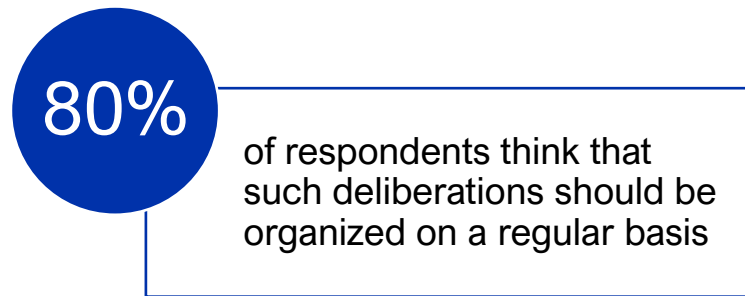 80%
of respondents think that
such deliberations should be
organized on a regular basis